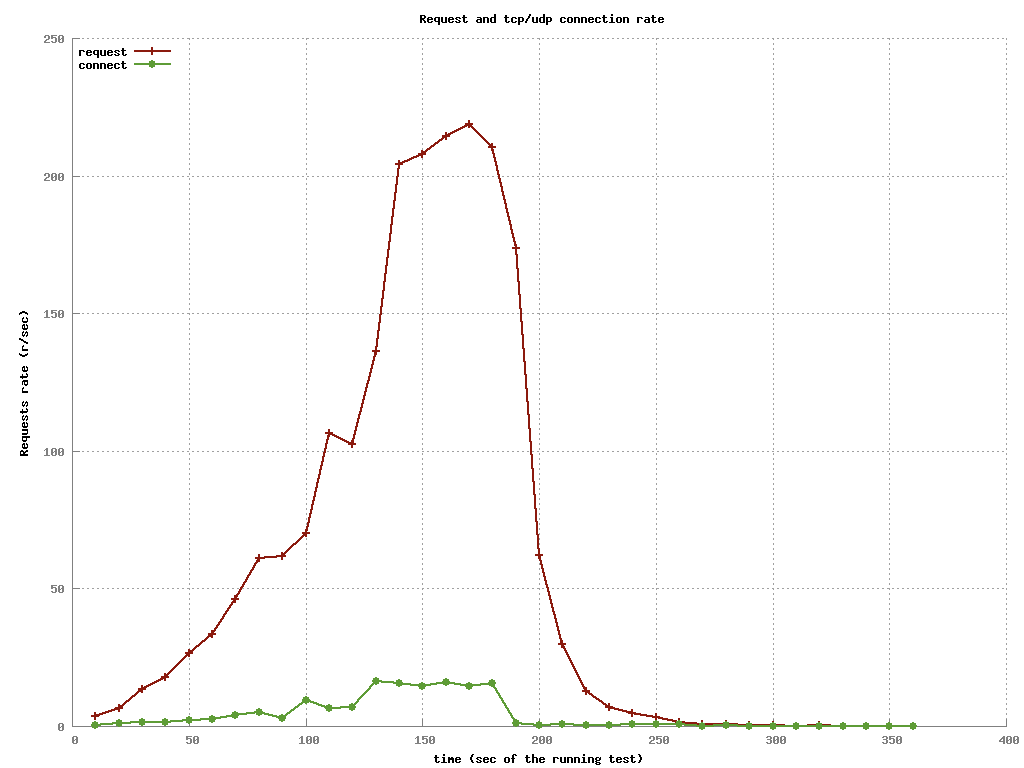 Request and tcp/udp connection rate
250
request
connect
200
150
Requests rate (r/sec)
100
50
0
0 50 100 150 200 250 300 350 400
time (sec of the running test)